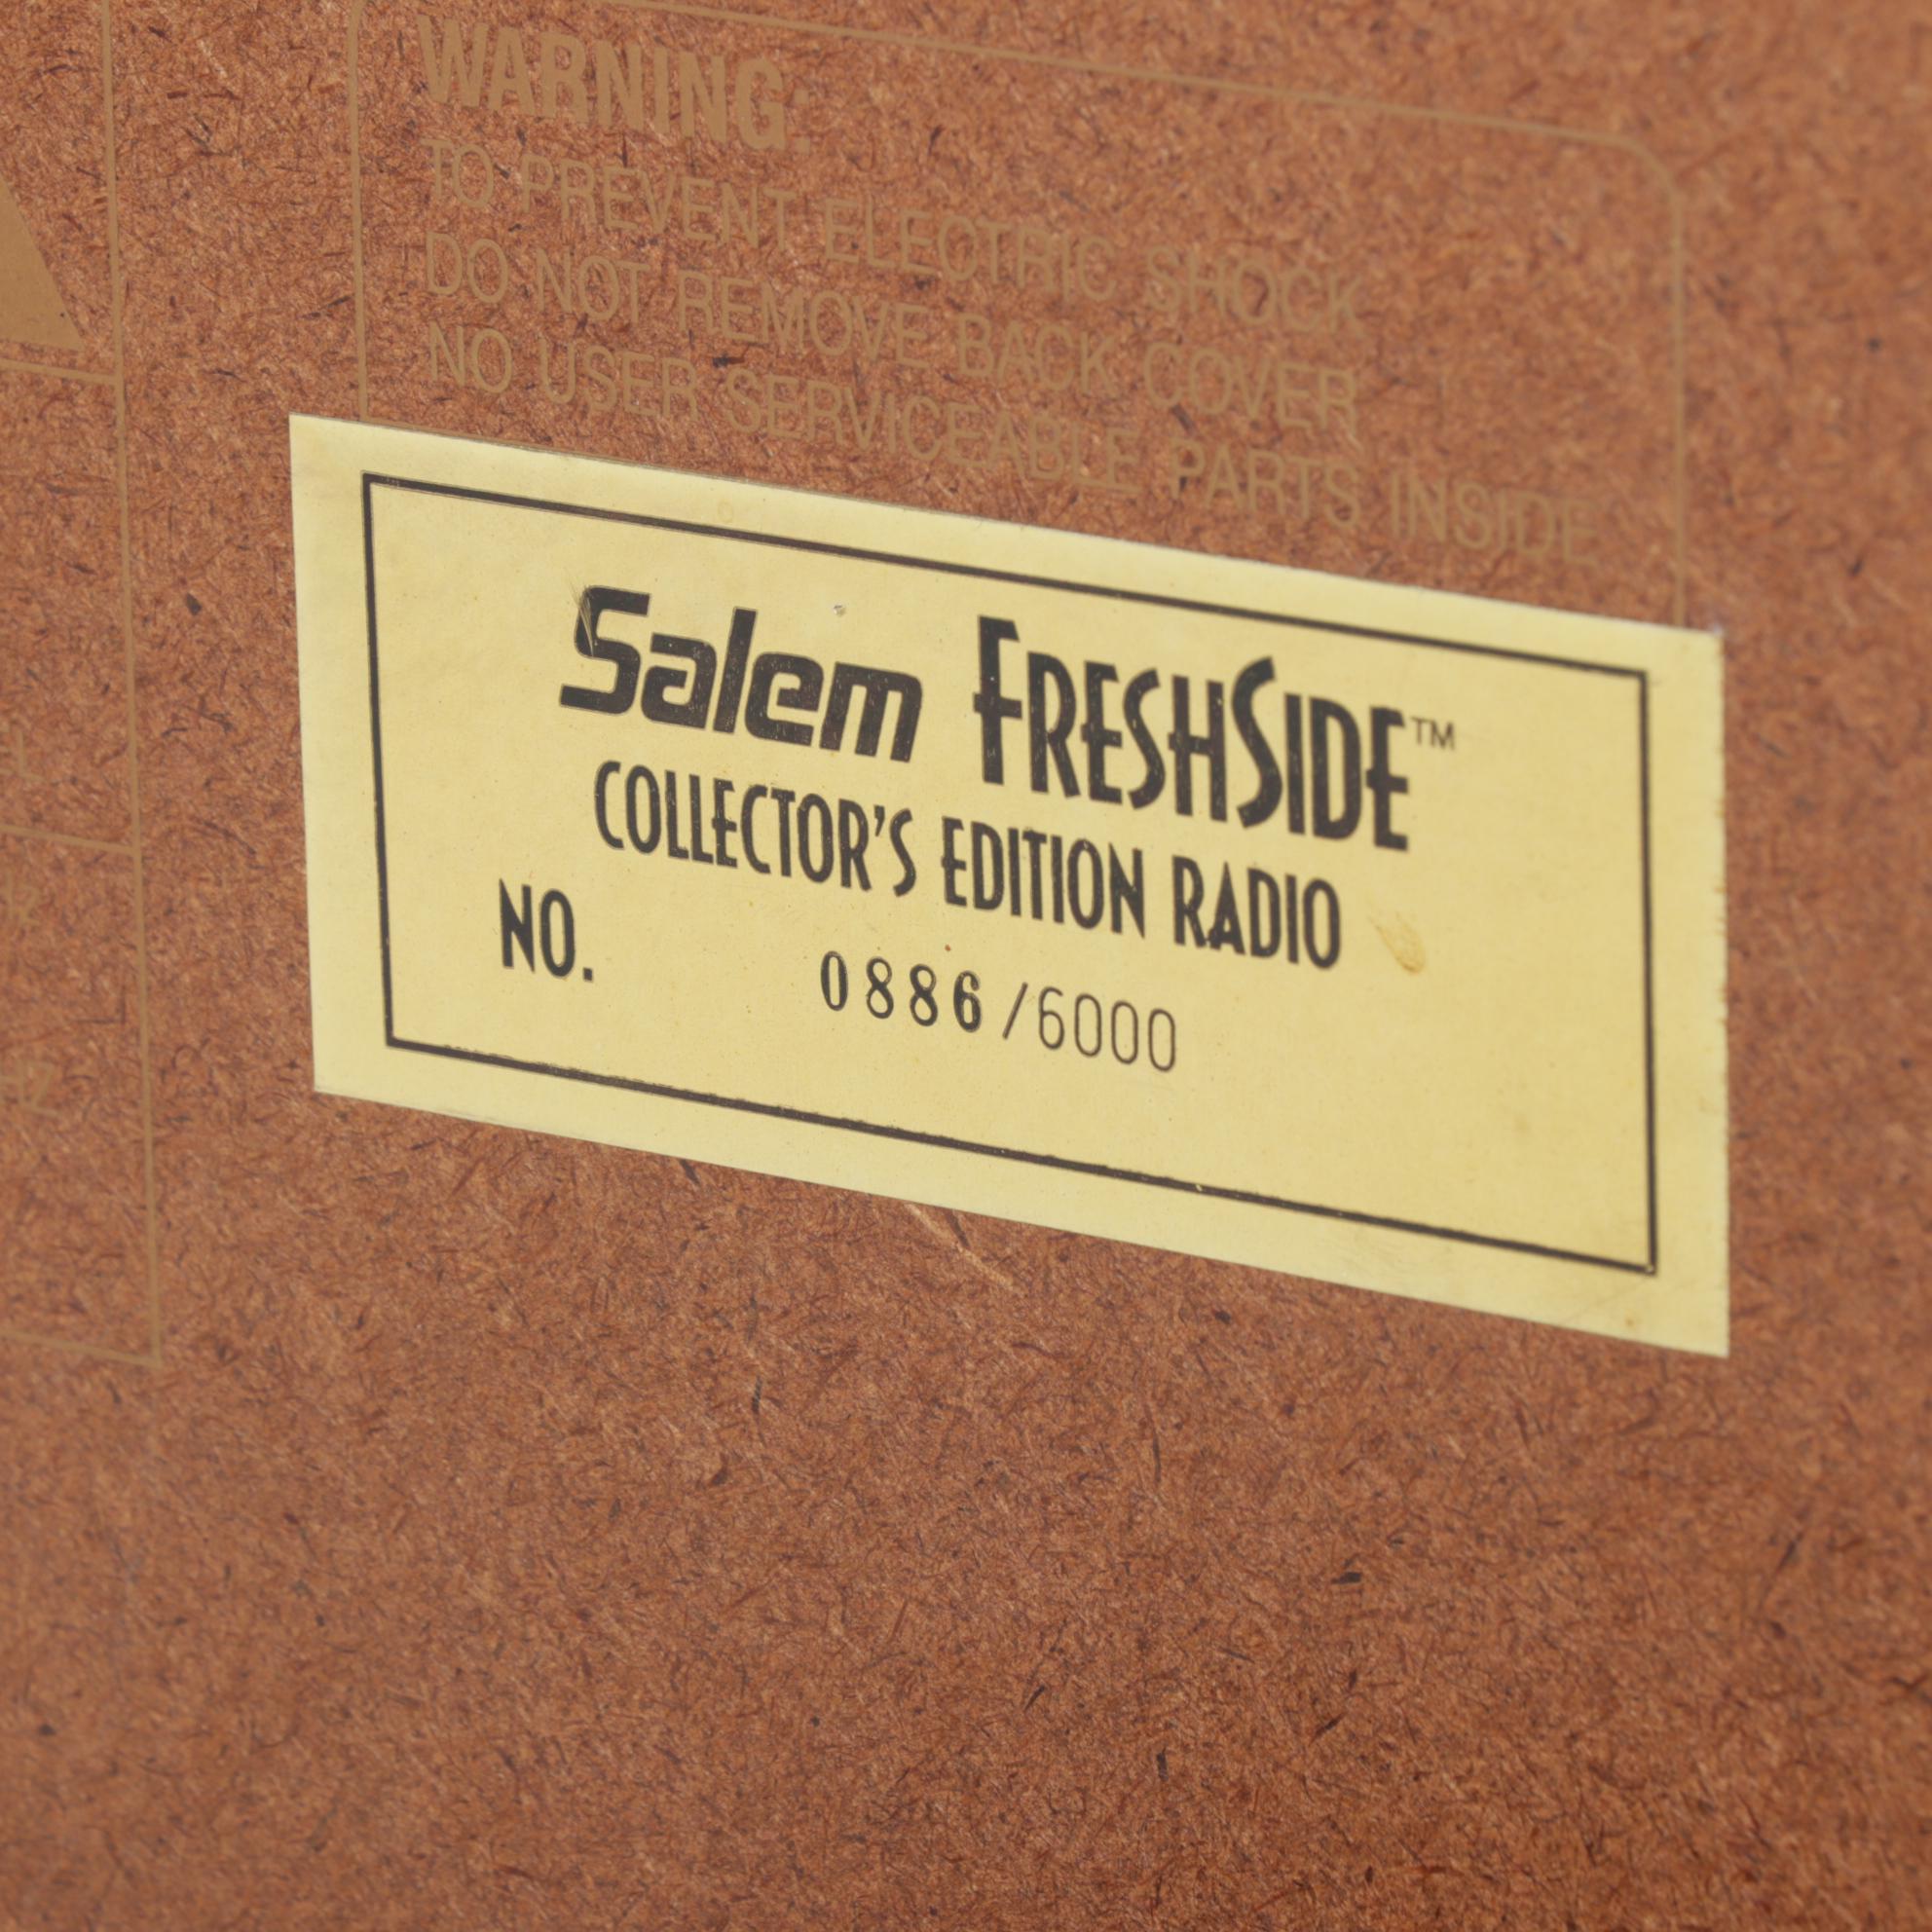 WARNING:
TO PREVENT ELECTRIC SHOCK
DO NOT REMOVE BACK COVER
NO USER SERVICEABLE PARTS INSIDE
Salem FRESHSIDE™
COLLECTOR'S EDITION RADIO
NO. 0886/6000